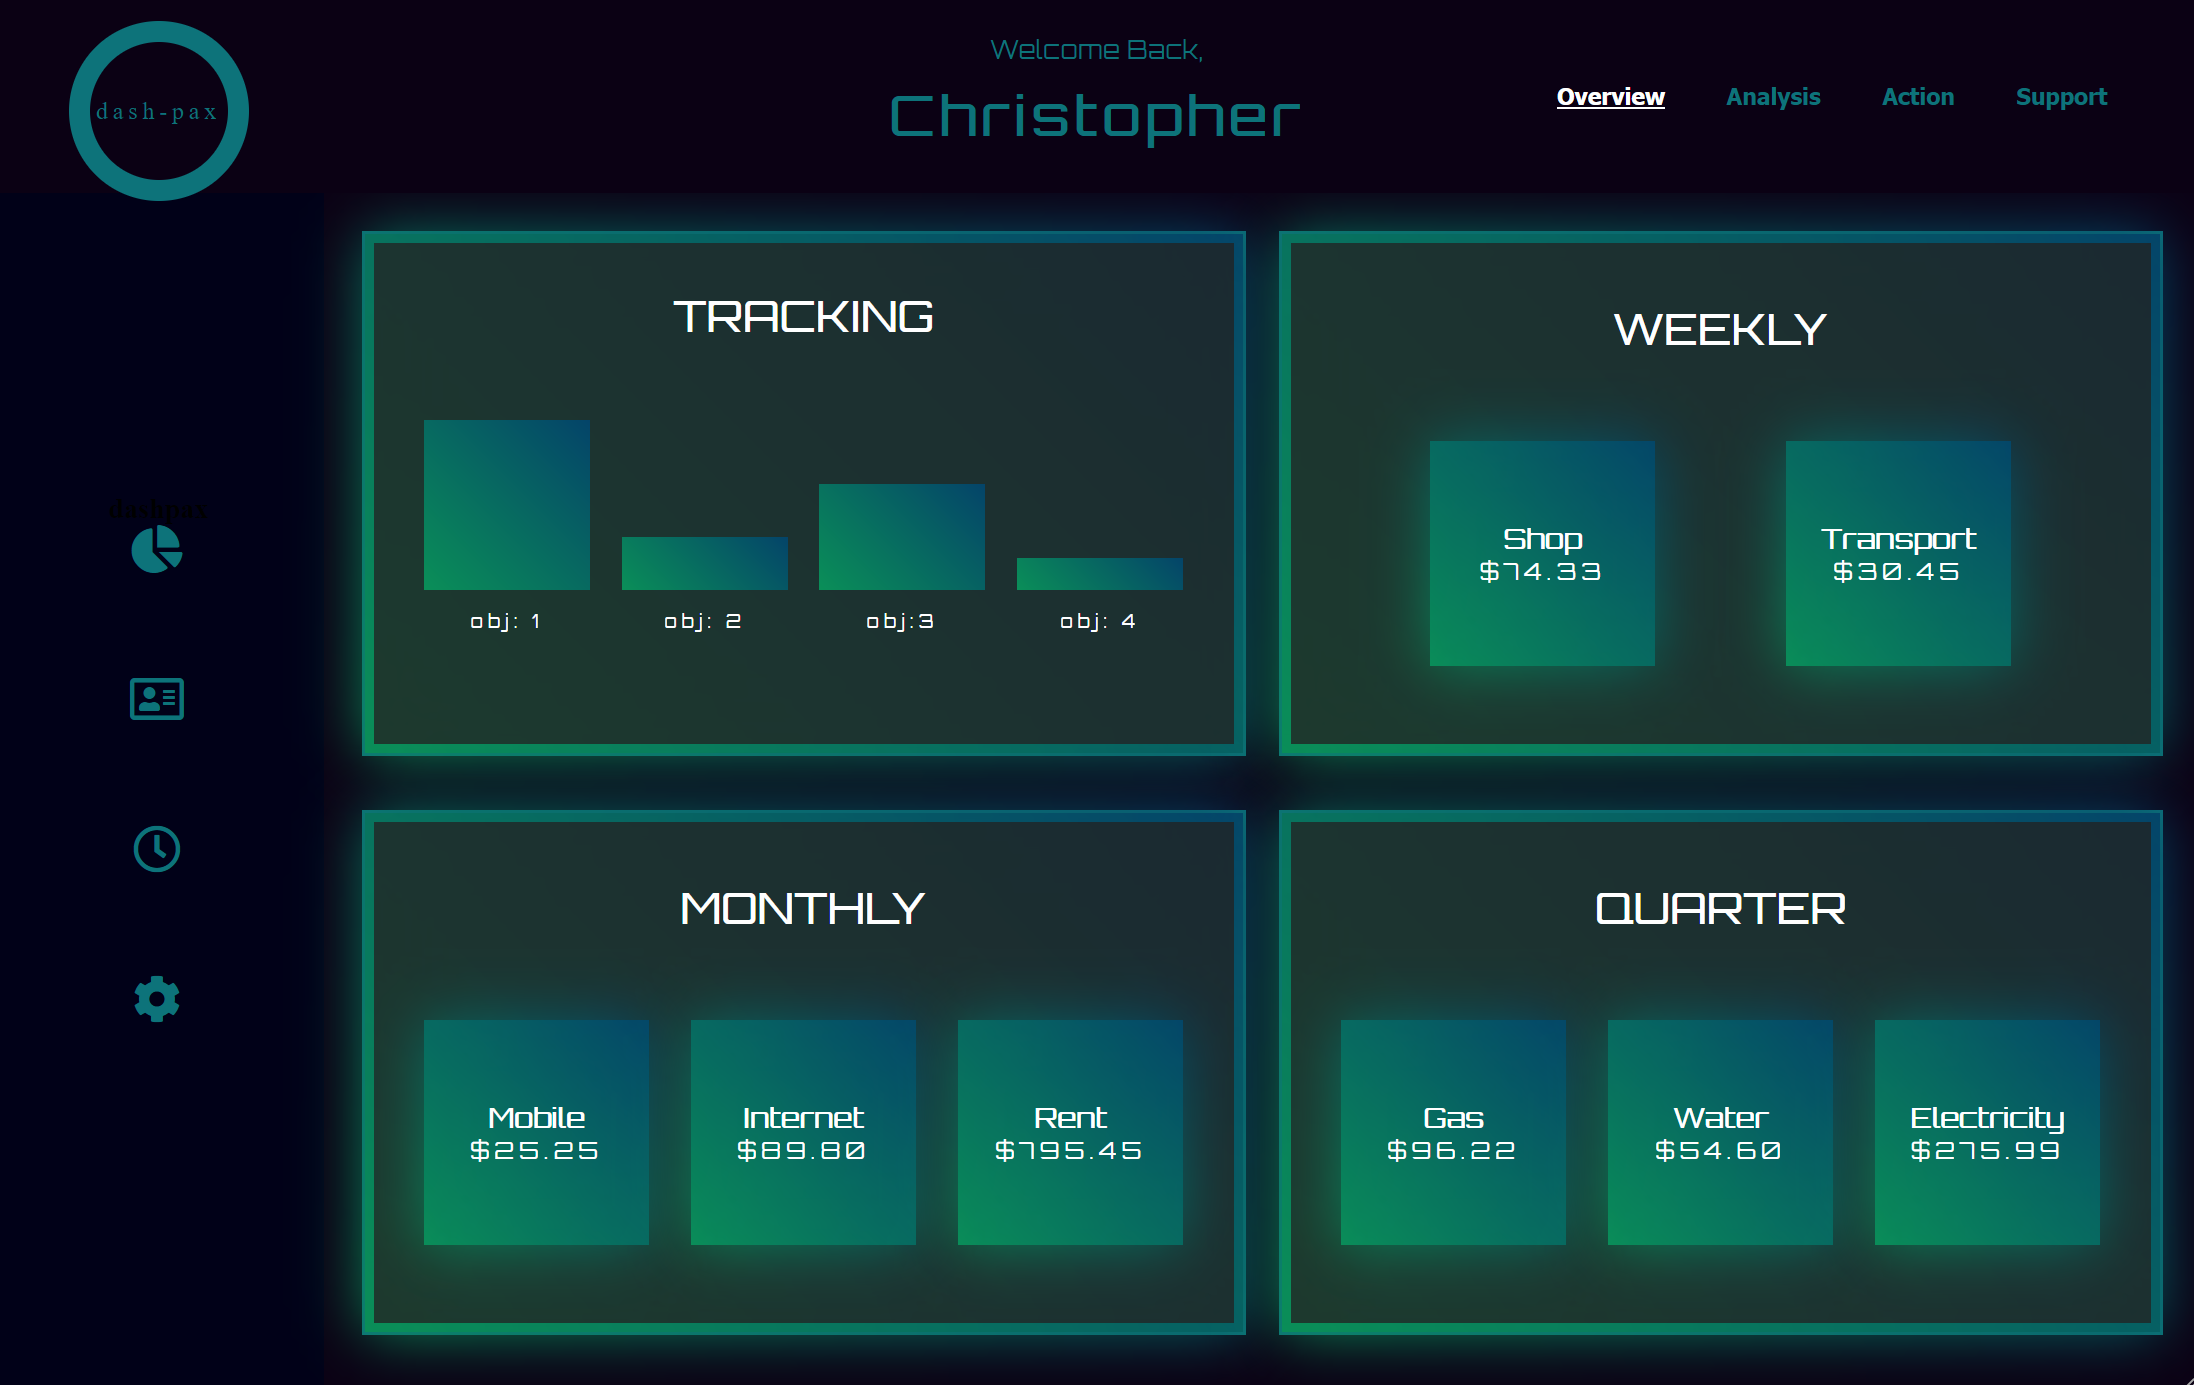 dash-pax
Welcome Back,
Christopher
Overview
Analysis
Action
Support
dashpax
TRACKING
obj: 1
obj: 2
obj:3
obj: 4
WEEKLY
Shop
$74.33
Transport
$30.45
MONTHLY
Mobile
$25.25
Internet
$89.80
Rent
$795.45
QUARTER
Gas
$96.22
Water
$54.60
Electricity
$275.99